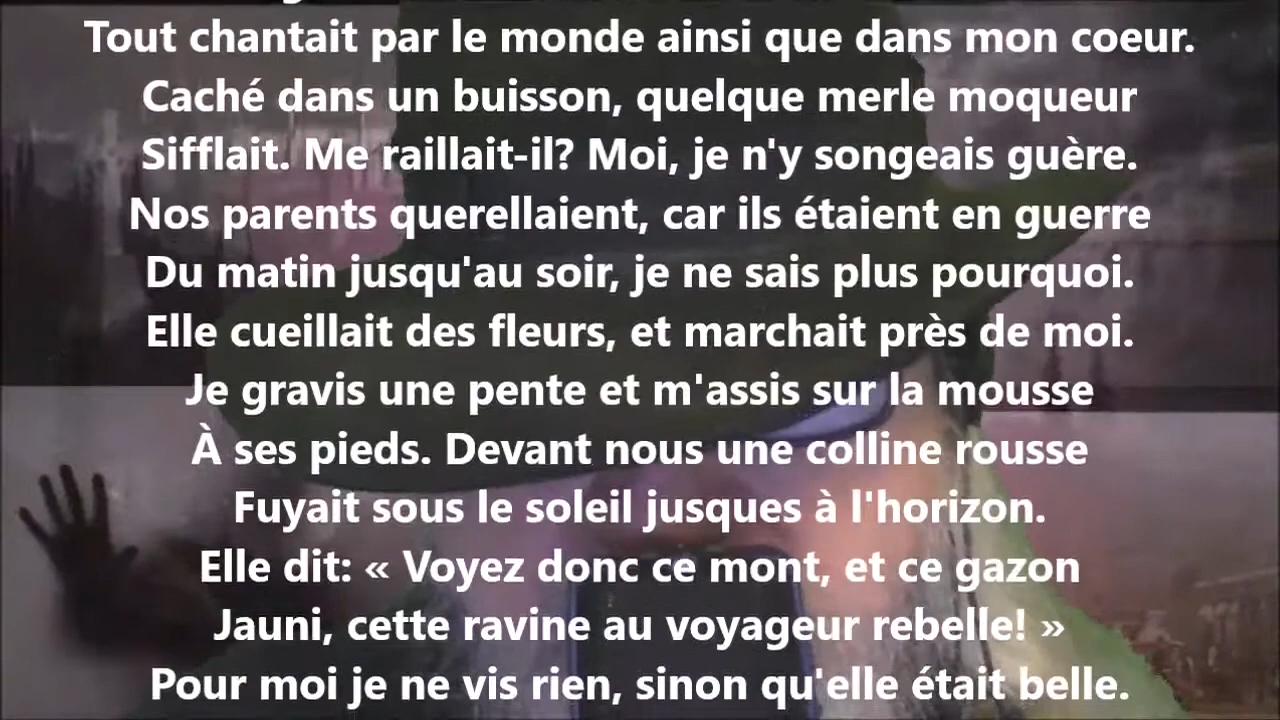 Tout chantait par le monde ainsi que dans mon coeur.
Caché dans un buisson, quelque merle moqueur
Sifflait. Me raillait-il? Moi, je n'y songeais guère.
Nos parents querellaient, car ils étaient en guerre
Du matin jusqu'au soir, je ne sais plus pourquoi.
Elle cueillait des fleurs, et marchait près de moi.
Je gravis une pente et m'assis sur la mousse
À ses pieds. Devant nous une colline rousse
Fuyait sous le soleil jusques à l'horizon.
Elle dit: « Voyez donc ce mont, et ce gazon
Jauni, cette ravine au voyageur rebelle! »
Pour moi je ne vis rien, sinon qu'elle était belle.